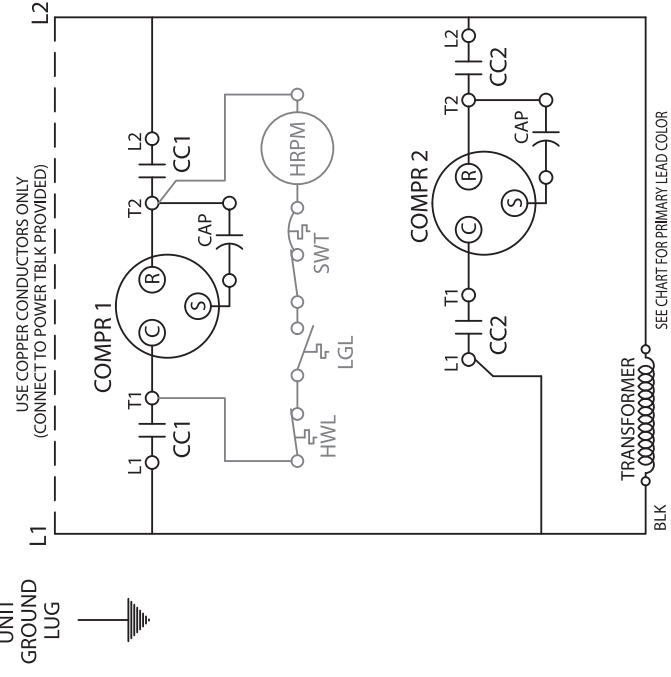 UNIT
GROUND
LUG
L1
USE COPPER CONDUCTORS ONLY
(CONNECT TO POWER TBLK PROVIDED)
L2
COMPR 1
L1
CC1
T1
C
R
S
CAP
T2
L2
CC1
HWL
LGL
SWT
HRPM
COMPR 2
L1
CC2
T1
C
R
S
CAP
T2
L2
CC2
BLK
TRANSFORMER
SEE CHART FOR PRIMARY LEAD COLOR